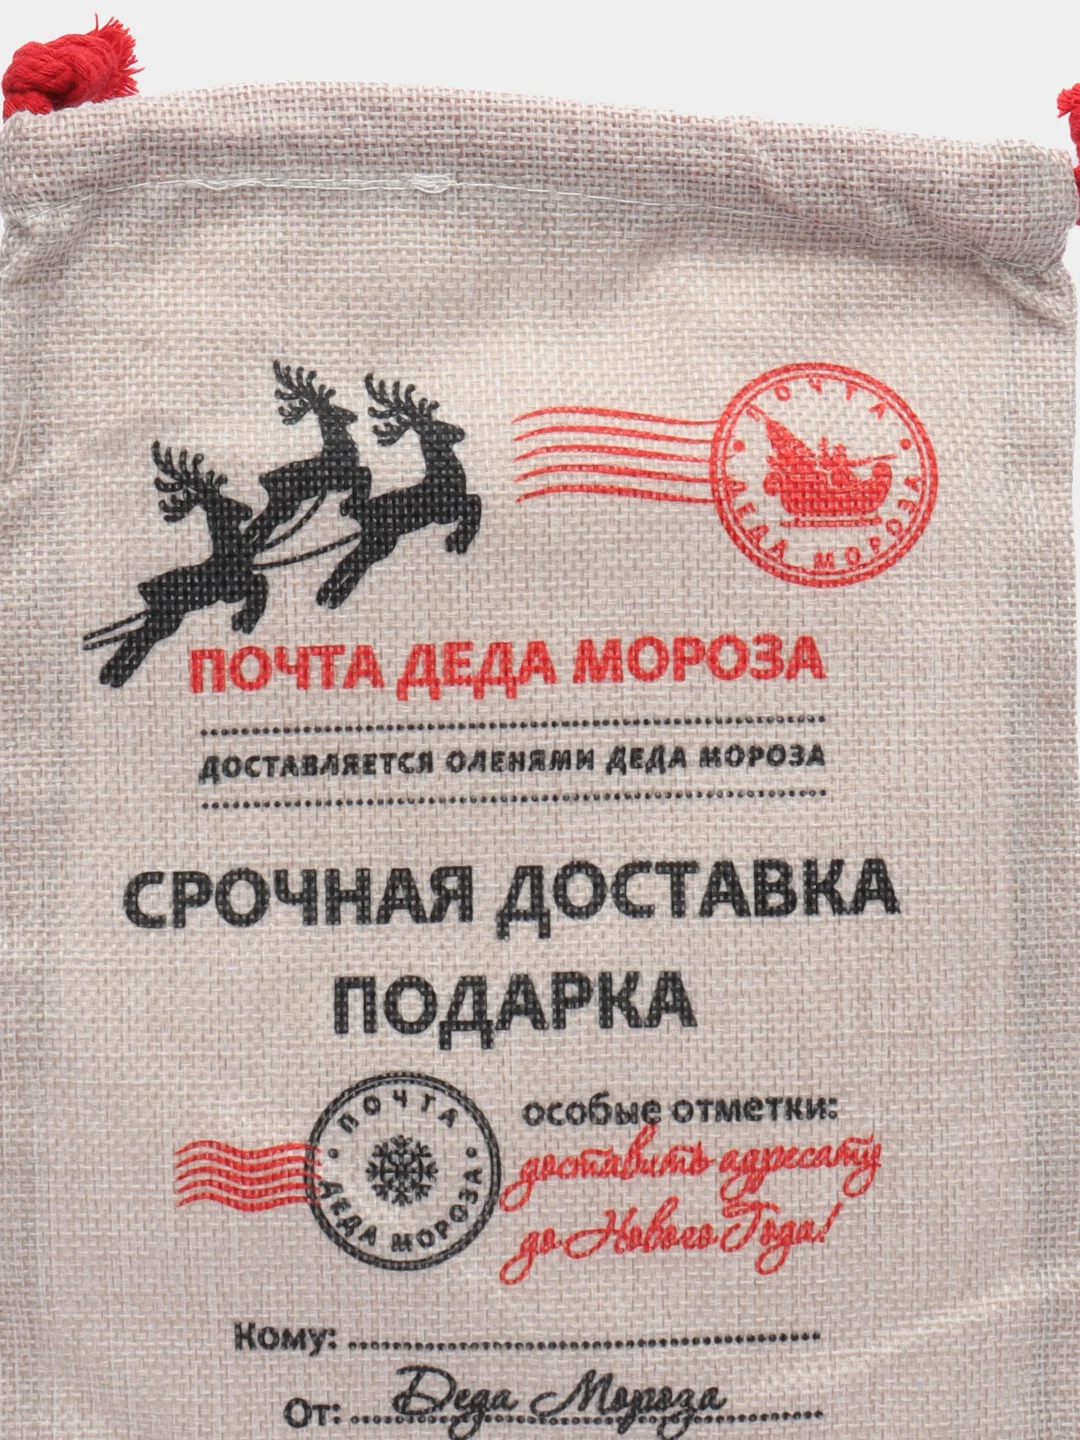 ПОЧТА
ДЕДА МОРОЗА
ПОЧТА ДЕДА МОРОЗА
ДОСТАВЛЯЕТСЯ ОЛЕНЯМИ ДЕДА МОРОЗА
СРОЧНАЯ ДОСТАВКА
ПОДАРКА
ПОЧТА
ДЕДА МОРОЗА
особые отметки:
доставить адресату
до Нового Года!
Кому:
От: Деда Мороза